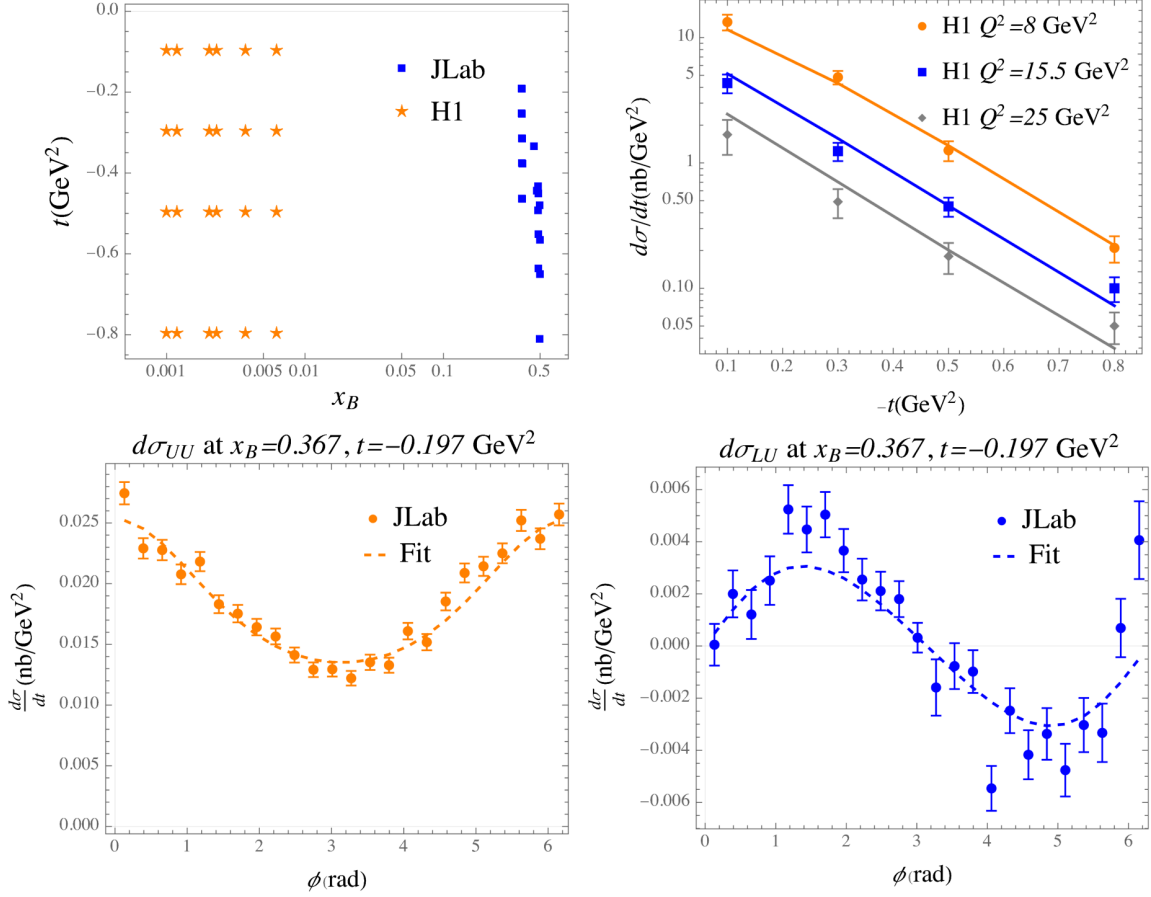 0.0
−0.2
−0.4
−0.6
−0.8
t(GeV²)
JLab
H1
0.001
0.005
0.01
0.05
0.1
0.5
x_B
10
5
1
0.50
0.10
0.05
dσ/dt(nb/GeV²)
H1 Q²=8 GeV²
H1 Q²=15.5 GeV²
H1 Q²=25 GeV²
0.1
0.2
0.3
0.4
0.5
0.6
0.7
0.8
−t(GeV²)
dσ_UU at x_B=0.367, t=−0.197 GeV²
0.025
0.020
0.015
0.010
0.005
0.000
dσ/dt (nb/GeV²)
JLab
Fit
0
1
2
3
4
5
6
ϕ(rad)
dσ_LU at x_B=0.367, t=−0.197 GeV²
0.006
0.004
0.002
0.000
−0.002
−0.004
−0.006
dσ/dt (nb/GeV²)
JLab
Fit
0
1
2
3
4
5
6
ϕ(rad)